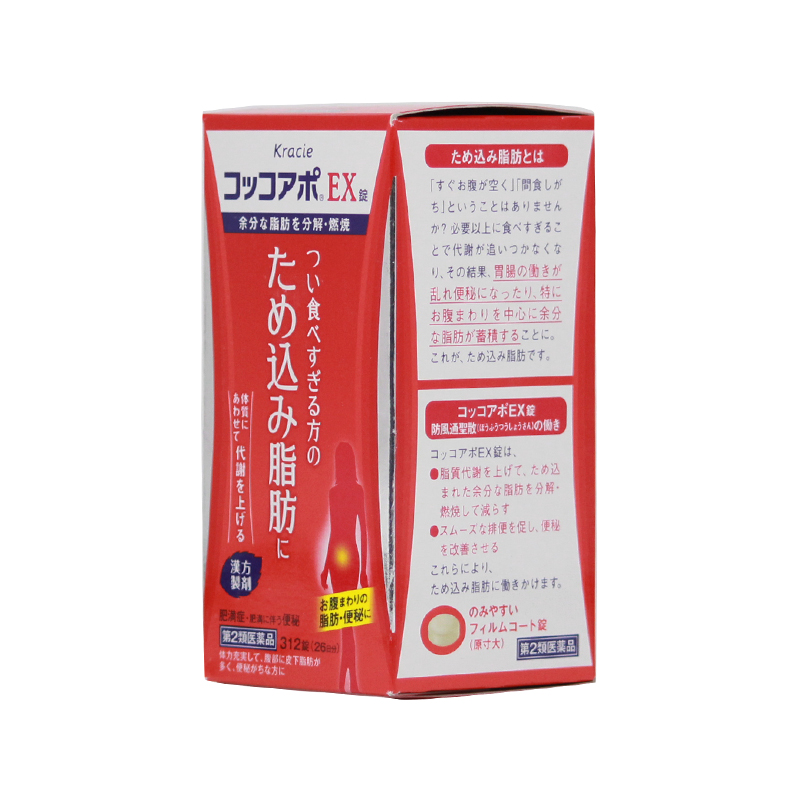 Kracie
コッコアポ® EX錠
余分な脂肪を分解・燃焼
つい食べすぎる方の
ため込み脂肪に
体質に
あわせて
代謝を上げる
漢方
製剤
お腹まわりの
脂肪・便秘に
肥満症・肥満に伴う便秘
第2類医薬品 312錠(26日分)
体力充実して、腹部に皮下脂肪が
多く、便秘がちな方に
ため込み脂肪とは
「すぐお腹が空く」「間食しが
ち」ということはありません
か?必要以上に食べすぎるこ
とで代謝が追いつかなくな
り、その結果、胃腸の働きが
乱れ便秘になったり、特に
お腹まわりを中心に余分
な脂肪が蓄積することに。
これが、ため込み脂肪です。
コッコアポEX錠
防風通聖散(ぼうふうつうしょうさん)の働き
コッコアポEX錠は、
●脂質代謝を上げて、ため込
まれた余分な脂肪を分解・
燃焼して減らす
●スムーズな排便を促し、便秘
を改善させる
これらにより、
ため込み脂肪に働きかけます。
のみやすい
フィルムコート錠
(原寸大)
第2類医薬品